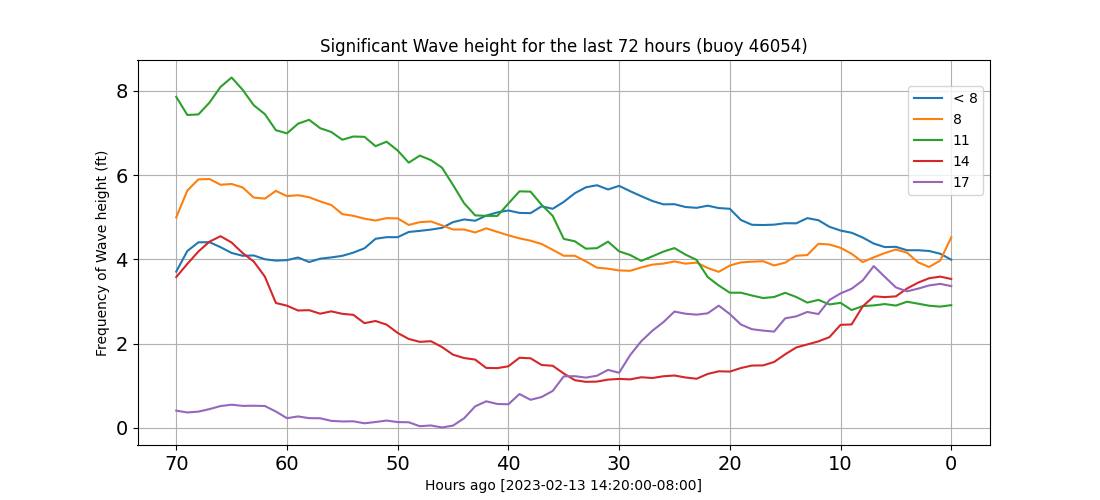 Significant Wave height for the last 72 hours (buoy 46054)
Frequency of Wave height (ft)
8
6
4
2
0
< 8
8
11
14
17
70 60 50 40 30 20 10 0
Hours ago [2023-02-13 14:20:00-08:00]